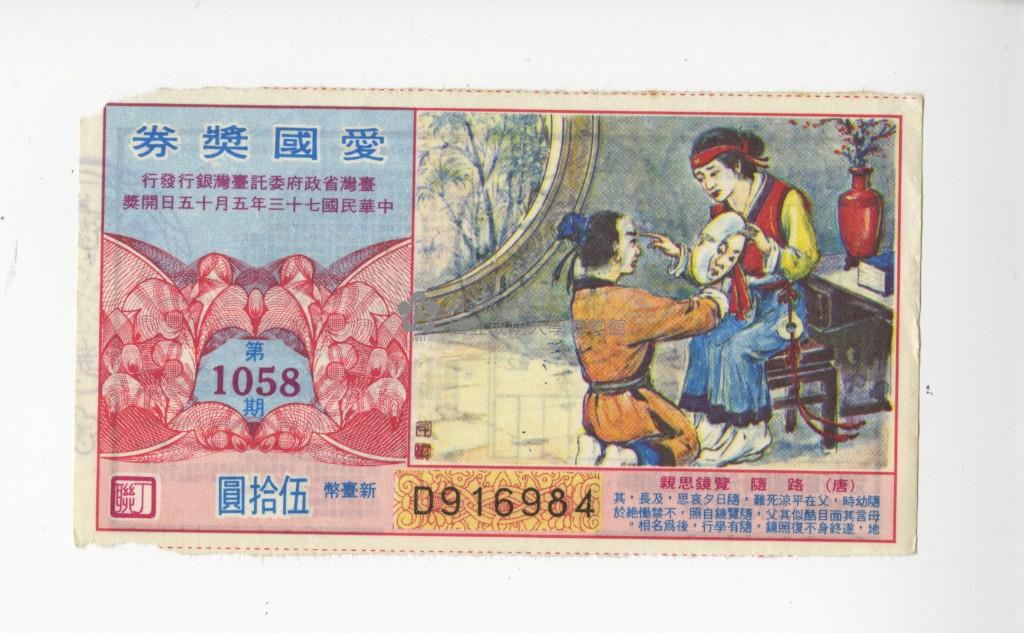 愛國獎券
臺灣省政府委託臺灣銀行發行
中華民國七十三年五月十五日開獎
第
1058
期
丁聯
新臺幣 伍拾圓
D916984
(唐) 路 隨 覽鏡思親
隨幼時,父在平涼死難,隨日夕哀思,及長,其
母言其面目酷似其父,隨覽鏡自照,不禁慟絕於
地,遂終身不復照鏡,隨有學行,後爲名相。